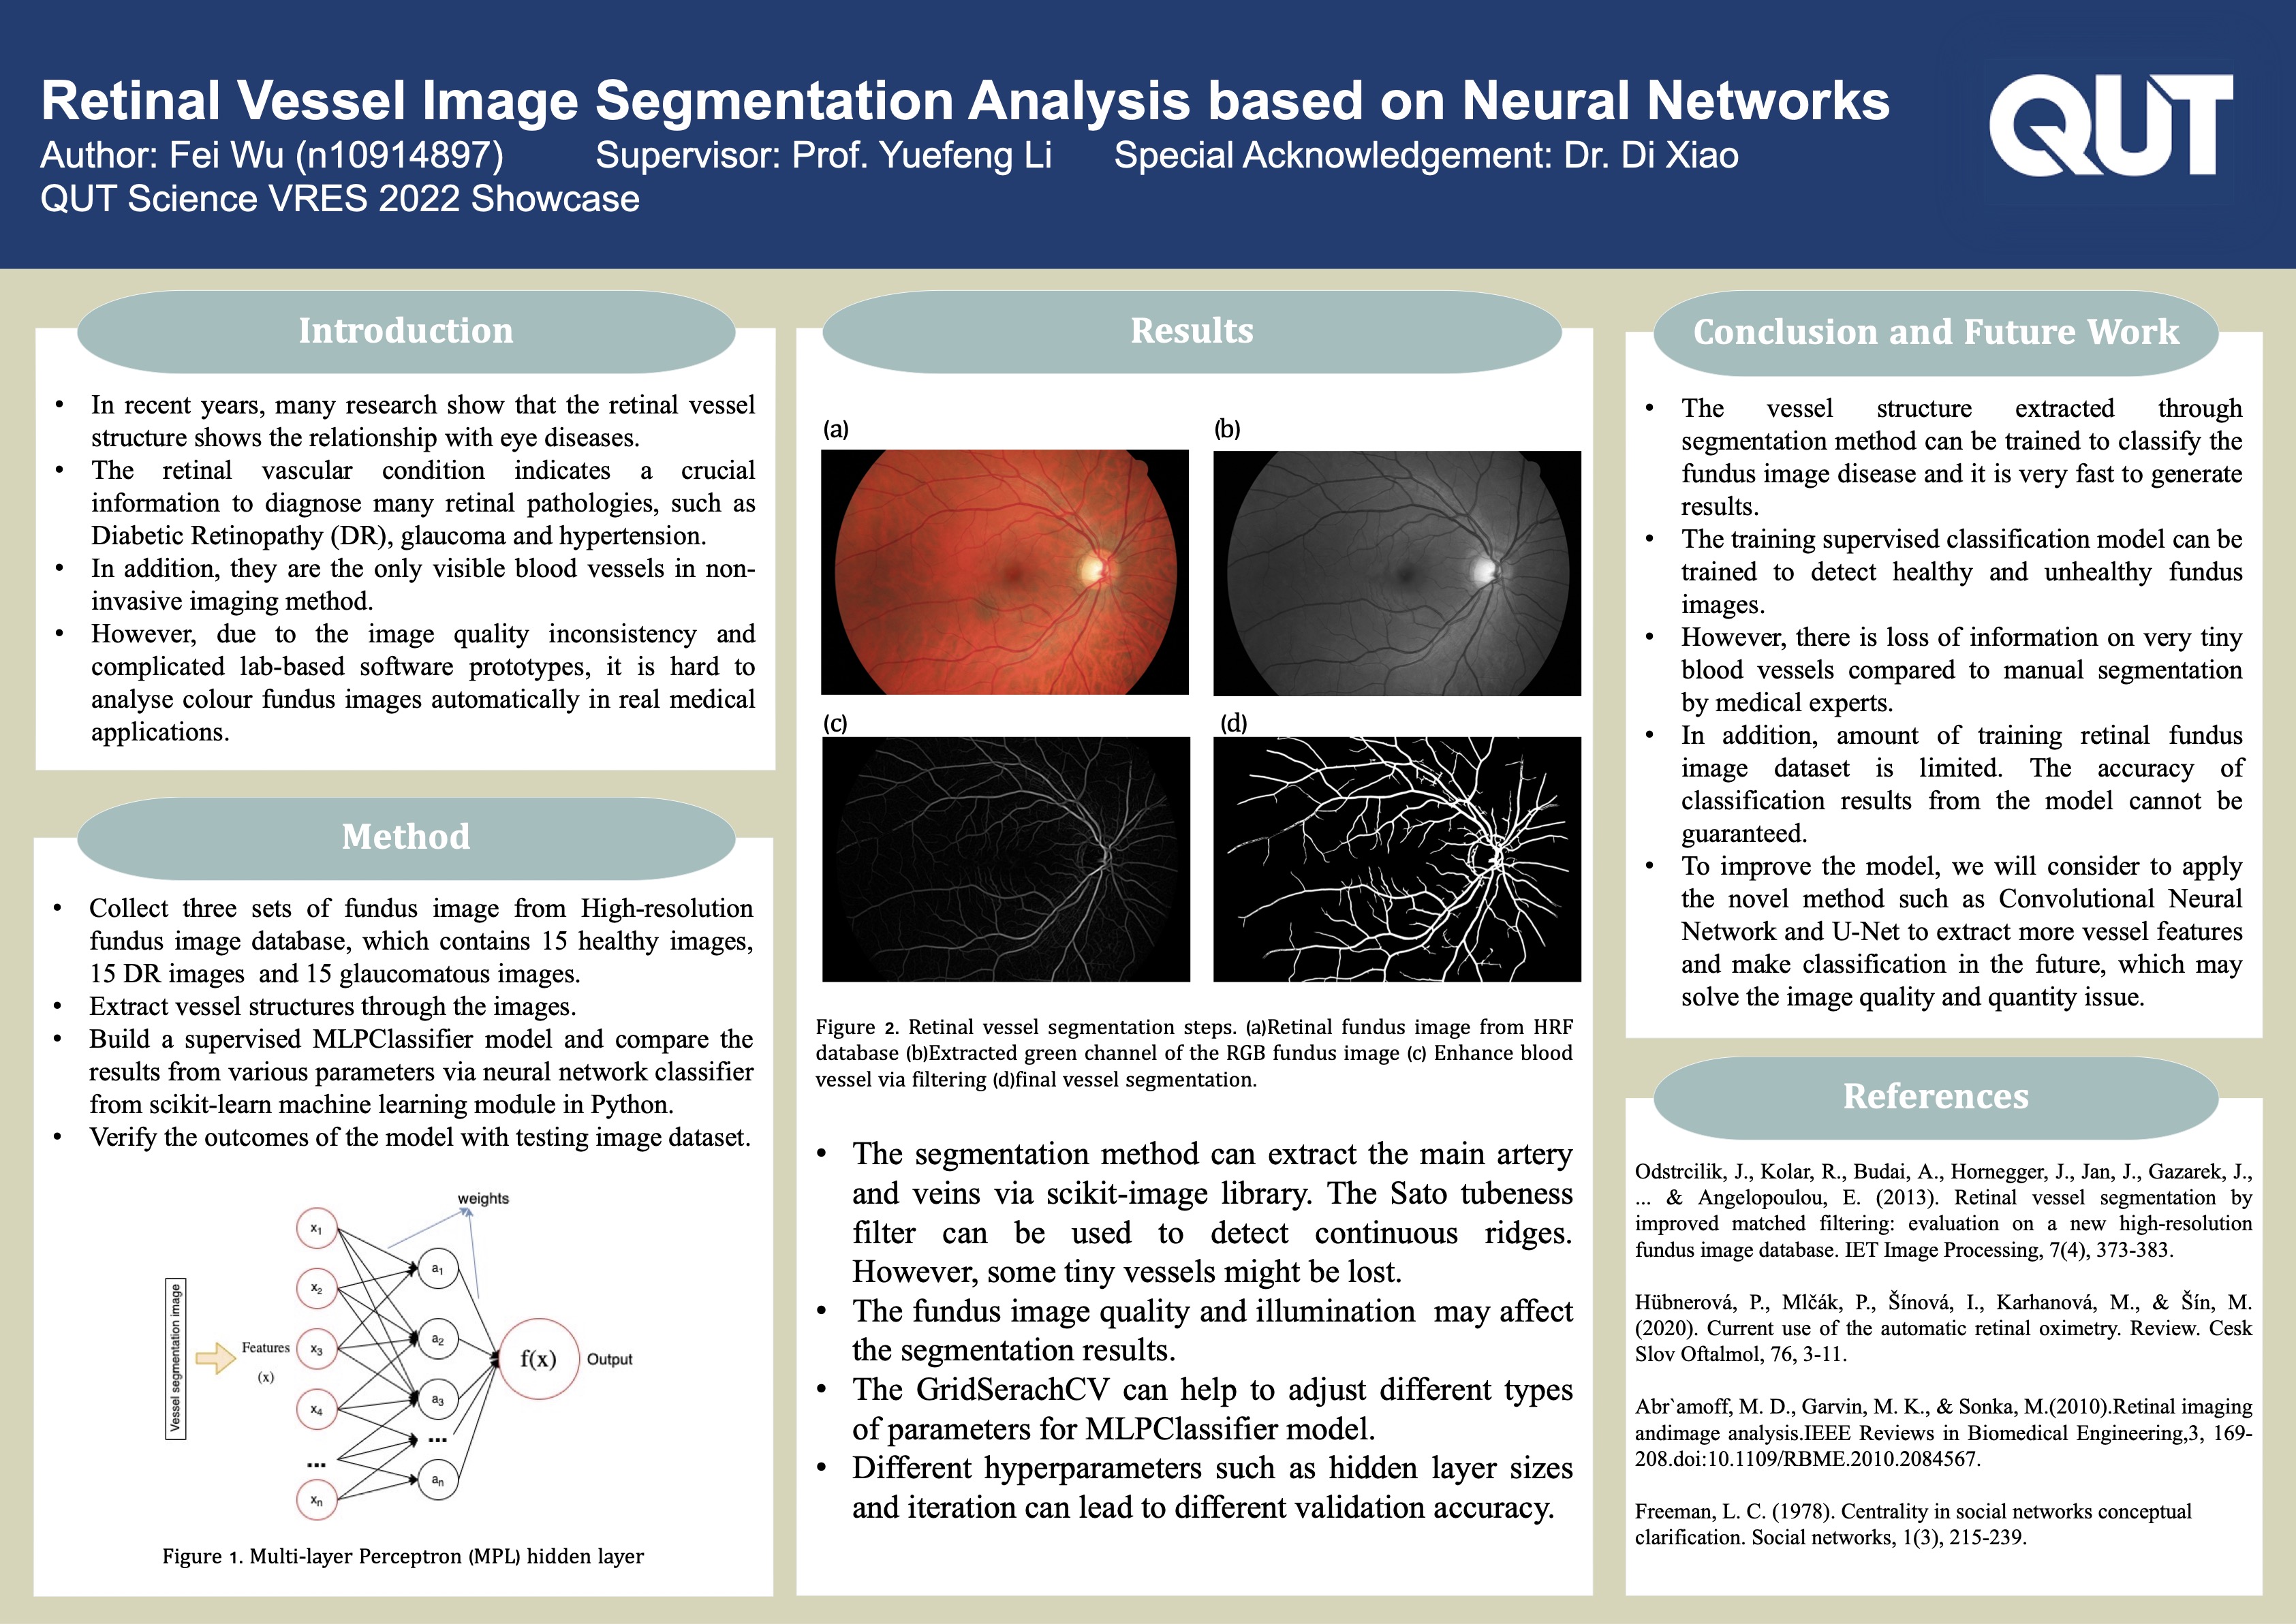 Retinal Vessel Image Segmentation Analysis based on Neural Networks
Author: Fei Wu (n10914897) Supervisor: Prof. Yuefeng Li Special Acknowledgement: Dr. Di Xiao
QUT Science VRES 2022 Showcase
QUT
Introduction
• In recent years, many research show that the retinal vessel
structure shows the relationship with eye diseases.
• The retinal vascular condition indicates a crucial
information to diagnose many retinal pathologies, such as
Diabetic Retinopathy (DR), glaucoma and hypertension.
• In addition, they are the only visible blood vessels in non-
invasive imaging method.
• However, due to the image quality inconsistency and
complicated lab-based software prototypes, it is hard to
analyse colour fundus images automatically in real medical
applications.
Method
• Collect three sets of fundus image from High-resolution
fundus image database, which contains 15 healthy images,
15 DR images and 15 glaucomatous images.
• Extract vessel structures through the images.
• Build a supervised MLPClassifier model and compare the
results from various parameters via neural network classifier
from scikit-learn machine learning module in Python.
• Verify the outcomes of the model with testing image dataset.
weights
x1
x2
x3
x4
...
xn
a1
a2
a3
...
an
Vessel segmentation image
Features
(x)
f(x)
Output
Figure 1. Multi-layer Perceptron (MPL) hidden layer
Results
(a)
(b)
(c)
(d)
Figure 2. Retinal vessel segmentation steps. (a)Retinal fundus image from HRF
database (b)Extracted green channel of the RGB fundus image (c) Enhance blood
vessel via filtering (d)final vessel segmentation.
• The segmentation method can extract the main artery
and veins via scikit-image library. The Sato tubeness
filter can be used to detect continuous ridges.
However, some tiny vessels might be lost.
• The fundus image quality and illumination may affect
the segmentation results.
• The GridSerachCV can help to adjust different types
of parameters for MLPClassifier model.
• Different hyperparameters such as hidden layer sizes
and iteration can lead to different validation accuracy.
Conclusion and Future Work
• The vessel structure extracted through
segmentation method can be trained to classify the
fundus image disease and it is very fast to generate
results.
• The training supervised classification model can be
trained to detect healthy and unhealthy fundus
images.
• However, there is loss of information on very tiny
blood vessels compared to manual segmentation
by medical experts.
• In addition, amount of training retinal fundus
image dataset is limited. The accuracy of
classification results from the model cannot be
guaranteed.
• To improve the model, we will consider to apply
the novel method such as Convolutional Neural
Network and U-Net to extract more vessel features
and make classification in the future, which may
solve the image quality and quantity issue.
References
Odstrcilik, J., Kolar, R., Budai, A., Hornegger, J., Jan, J., Gazarek, J.,
... & Angelopoulou, E. (2013). Retinal vessel segmentation by
improved matched filtering: evaluation on a new high-resolution
fundus image database. IET Image Processing, 7(4), 373-383.
Hübnerová, P., Mlčák, P., Šínová, I., Karhanová, M., & Šín, M.
(2020). Current use of the automatic retinal oximetry. Review. Cesk
Slov Oftalmol, 76, 3-11.
Abr`amoff, M. D., Garvin, M. K., & Sonka, M.(2010).Retinal imaging
andimage analysis.IEEE Reviews in Biomedical Engineering,3, 169-
208.doi:10.1109/RBME.2010.2084567.
Freeman, L. C. (1978). Centrality in social networks conceptual
clarification. Social networks, 1(3), 215-239.